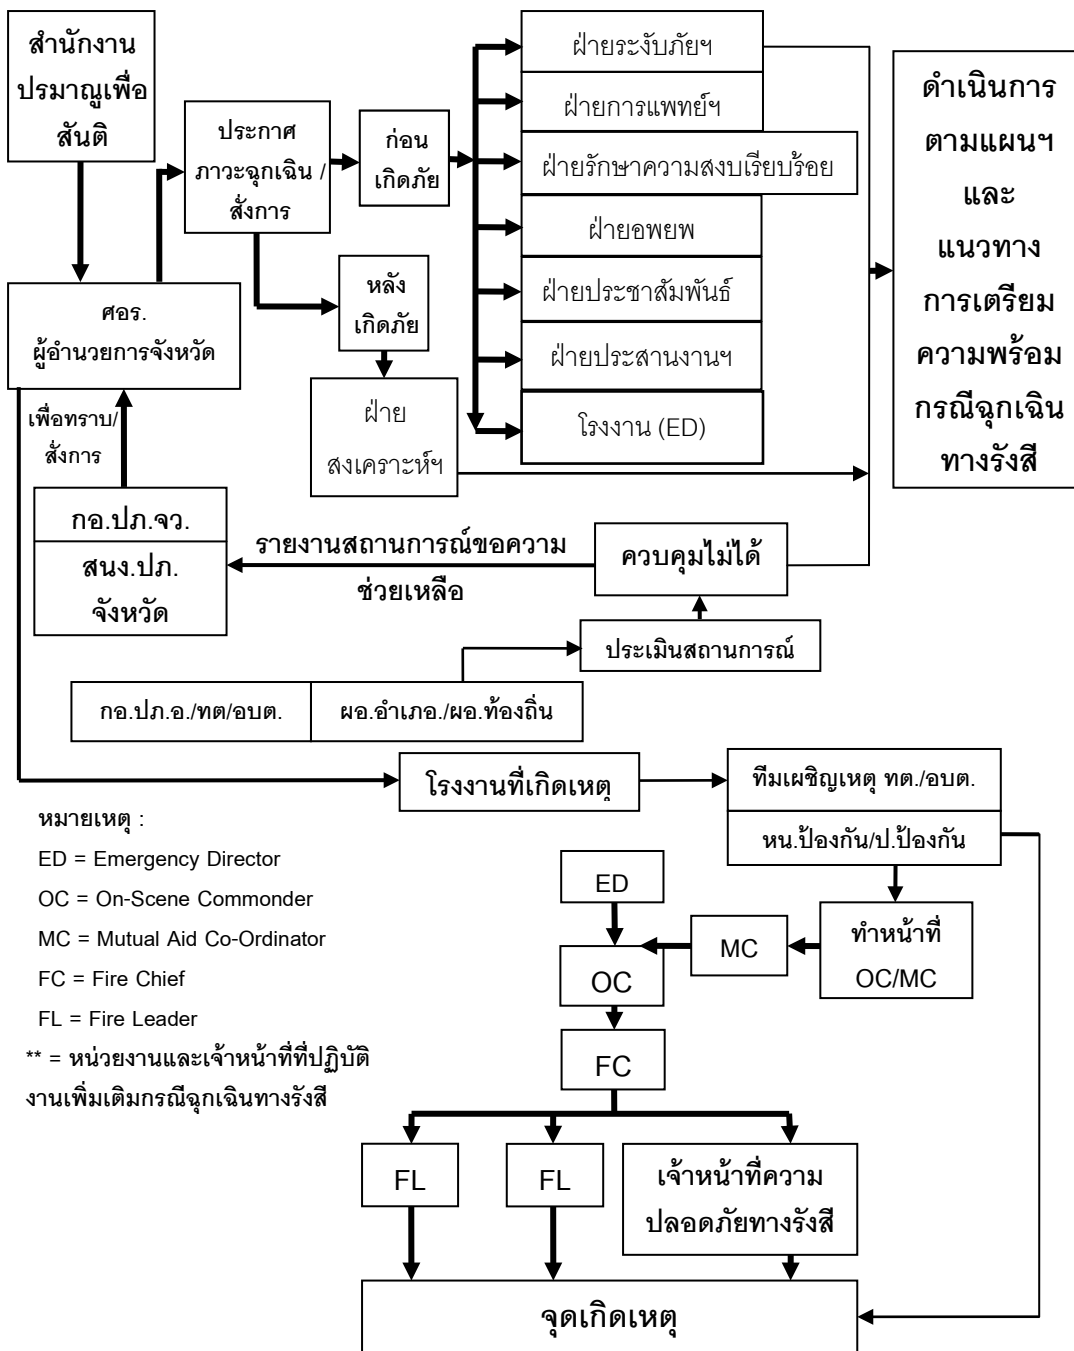 สำนักงาน
ปรมาณูเพื่อ
สันติ
ประกาศ
ภาวะฉุกเฉิน /
สั่งการ
ก่อน
เกิดภัย
ฝ่ายระงับภัยฯ
ฝ่ายการแพทย์ฯ
ฝ่ายรักษาความสงบเรียบร้อย
ฝ่ายอพยพ
ฝ่ายประชาสัมพันธ์
ฝ่ายประสานงานฯ
โรงงาน (ED)
ดำเนินการ
ตามแผนฯ
และ
แนวทาง
การเตรียม
ความพร้อม
กรณีฉุกเฉิน
ทางรังสี
หลัง
เกิดภัย
ศอร.
ผู้อำนวยการจังหวัด
ฝ่าย
สงเคราะห์ฯ
เพื่อทราบ/
สั่งการ
กอ.ปภ.จว.
สนง.ปภ.
จังหวัด
รายงานสถานการณ์ขอความ
ช่วยเหลือ
ควบคุมไม่ได้
ประเมินสถานการณ์
กอ.ปภ.อ./ทต/อบต.
ผอ.อำเภอ./ผอ.ท้องถิ่น
โรงงานที่เกิดเหตุ
ทีมเผชิญเหตุ ทต./อบต.
หน.ป้องกัน/ป.ป้องกัน
หมายเหตุ :
ED = Emergency Director
OC = On-Scene Commonder
MC = Mutual Aid Co-Ordinator
FC = Fire Chief
FL = Fire Leader
** = หน่วยงานและเจ้าหน้าที่ที่ปฏิบัติ
งานเพิ่มเติมกรณีฉุกเฉินทางรังสี
ED
OC
MC
ทำหน้าที่
OC/MC
FC
FL
FL
เจ้าหน้าที่ความ
ปลอดภัยทางรังสี
จุดเกิดเหตุ